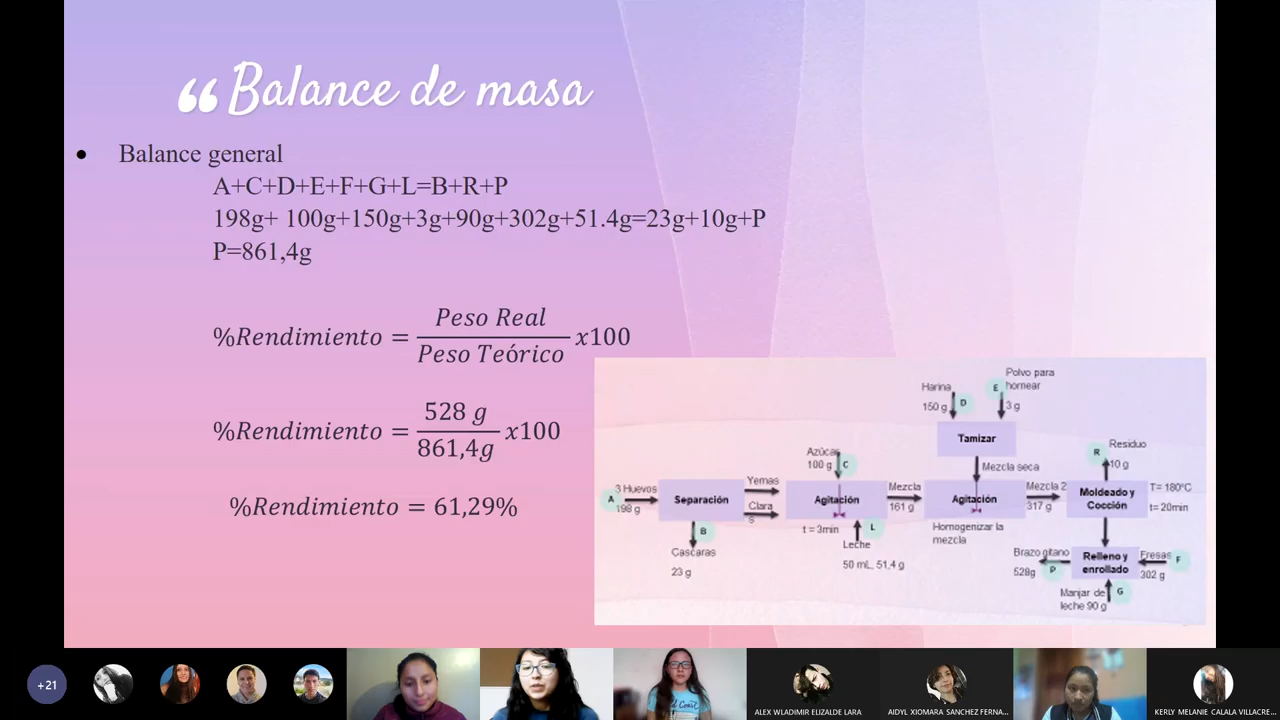 “ Balance de masa
• Balance general
A+C+D+E+F+G+L=B+R+P
198g+ 100g+150g+3g+90g+302g+51.4g=23g+10g+P
P=861,4g
%Rendimiento = Peso Real / Peso Teórico x100
%Rendimiento = 528 g / 861,4g x100
%Rendimiento = 61,29%
Polvo para
hornear
E
3 g
Harina
150 g
D
Tamizar
Mezcla seca
Azúcar
100 g
C
Residuo
R
10 g
3 Huevos
A
198 g
Separación
Yemas
Clara
s
Agitación
Mezcla
161 g
Agitación
Mezcla 2
317 g
Moldeado y
Cocción
T= 180°C
t= 20min
B
Cascaras
23 g
t = 3min
L
Leche
50 mL, 51,4 g
Homogenizar la
mezcla
Brazo gitano
528g
P
Relleno y
enrollado
Fresas
F
302 g
Manjar de
leche 90 g
G
+21
ALEX WLADIMIR ELIZALDE LARA
AIDYL XIOMARA SANCHEZ FERNA...
KERLY MELANIE CALALA VILLACRE...